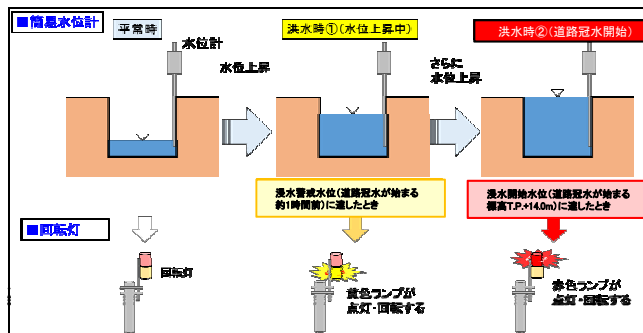 ■簡易水位計
平常時
洪水時①(水位上昇中)
洪水時②(道路冠水開始)
水位計
水位上昇
さらに
水位上昇
浸水警戒水位(道路冠水が始まる
約1時間前)に達したとき
浸水開始水位(道路冠水が始まる
標高T.P.+14.0m)に達したとき
■回転灯
回転灯
黄色ランプが
点灯・回転する
赤色ランプが
点灯・回転する